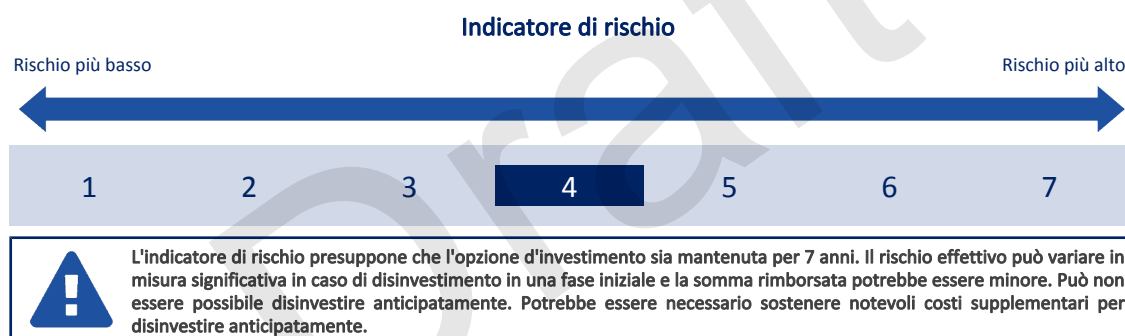 Indicatore di rischio
Rischio più basso
Rischio più alto
1 2 3 4 5 6 7
L'indicatore di rischio presuppone che l'opzione d'investimento sia mantenuta per 7 anni. Il rischio effettivo può variare in
misura significativa in caso di disinvestimento in una fase iniziale e la somma rimborsata potrebbe essere minore. Può non
essere possibile disinvestire anticipatamente. Potrebbe essere necessario sostenere notevoli costi supplementari per
disinvestire anticipatamente.
Draft